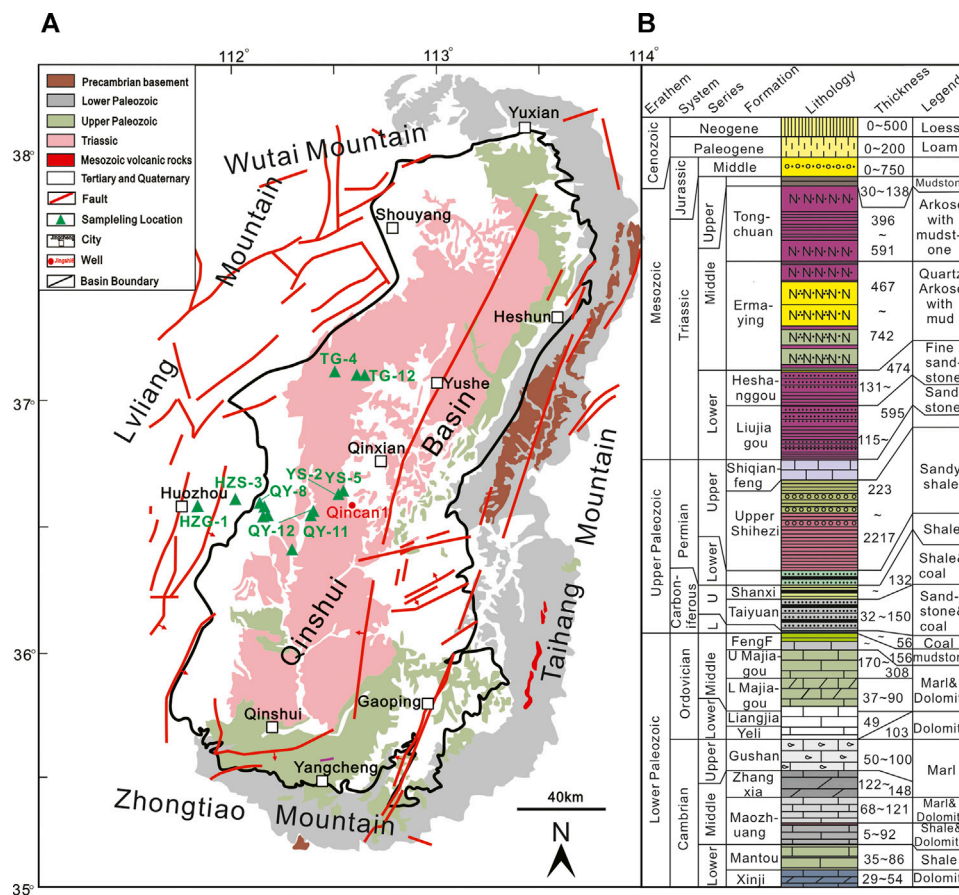 A
B
112°
113°
114°
38°
37°
36°
35°
Precambrian basement
Lower Paleozoic
Upper Paleozoic
Triassic
Mesozoic volcanic rocks
Tertiary and Quaternary
Fault
Sampleling Location
City
Well
Basin Boundary
Wutai Mountain
Yuxian
Shouyang
Lvliang Mountain
Heshun
TG-4
TG-12
Yushe
Qinxian
Qinshui Basin
YS-2
YS-5
HZS-3
QY-8
Huozhou
HZG-1
QY-12
QY-11
Qincan1
Taihang Mountain
Gaoping
Qinshui
Yangcheng
Zhongtiao Mountain
40km
N
Erathem
System
Series
Formation
Lithology
Thickness
Legend
Cenozoic
Neogene
0~500
Loess
Paleogene
0~200
Loam
Mesozoic
Jurassic
Middle
0~750
Triassic
Upper
Tong-
chuan
30~138
Mudston
396
~
591
Arkose
with
mudst-
one
Middle
Erma-
ying
467
~
742
Quartz
Arkose
with
mud
Lower
Hesha-
nggou
474
131~
Fine
sand-
stone
Liujia
gou
595
115~
Sand
stone
Upper Paleozoic
Permian
Upper
Shiqian-
feng
Upper
Shihezi
223
~
2217
Sandy
shale
Lower
Shale
132
Shale&
coal
Carbon-
iferous
U
Shanxi
~
L
Taiyuan
32~150
Sand-
stone&
coal
Lower Paleozoic
Ordovician
Middle
FengF
~
56
Coal
U Majia-
gou
~
156
170~
308
mudston
L Majia-
gou
37~90
Marl&
Dolomit
Lower
Liangjia
49
Yeli
103
Dolomit
Cambrian
Upper
Gushan
50~100
Marl
Middle
Zhang
xia
122~
148
Maozh-
uang
68~121
Marl&
Dolomit
5~92
Shale&
Dolomit
Lower
Mantou
35~86
Shale
Xinji
29~54
Dolomit